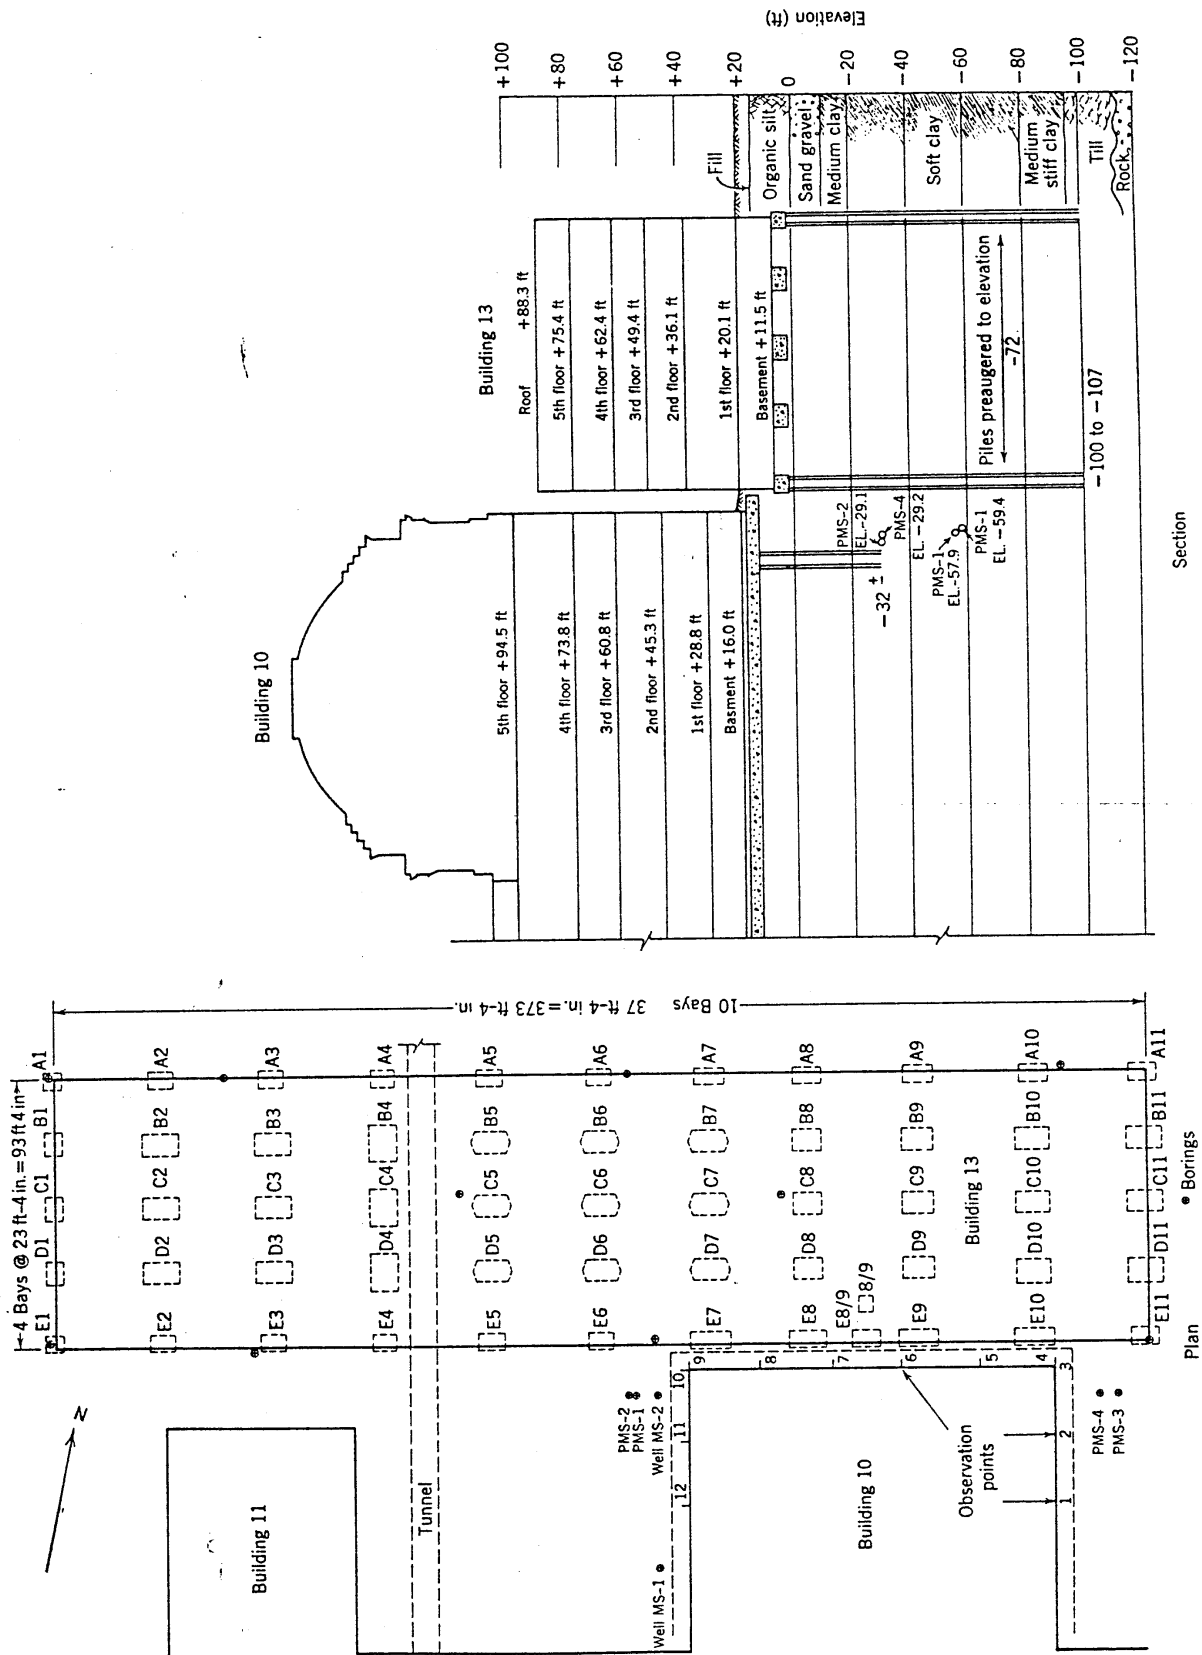 Building 10
Building 13
Roof +88.3 ft
5th floor +75.4 ft
4th floor +62.4 ft
3rd floor +49.4 ft
2nd floor +36.1 ft
1st floor +20.1 ft
Basement +11.5 ft
5th floor +94.5 ft
4th floor +73.8 ft
3rd floor +60.8 ft
2nd floor +45.3 ft
1st floor +28.8 ft
Basment +16.0 ft
Elevation (ft)
+100
+80
+60
+40
+20
0
-20
-40
-60
-80
-100
-120
Fill
Organic silt
Sand gravel
Medium clay
Soft clay
Medium
stiff clay
Till
Rock
Piles preaugered to elevation
-72
-100 to -107
-32 ±
PMS-2
EL.-29.1
PMS-4
EL. -29.2
PMS-1
EL.-57.9
PMS-1
EL. -59.4
Section
4 Bays @ 23 ft-4 in.= 93 ft 4 in
10 Bays 37 ft-4 in. = 373 ft-4 in.
E1 D1 C1 B1 A1
E2 D2 C2 B2 A2
E3 D3 C3 B3 A3
E4 D4 C4 B4 A4
E5 D5 C5 B5 A5
E6 D6 C6 B6 A6
E7 D7 C7 B7 A7
E8 D8 C8 B8 A8
E8/9 8/9
E9 D9 C9 B9 A9
E10 D10 C10 B10 A10
E11 D11 C11 B11 A11
Building 13
N
Building 11
Tunnel
PMS-2
PMS-1
Well MS-2
Well MS-1
12 11 10
9
8
7
6
5
4
3
2
1
Building 10
Observation
points
PMS-4
PMS-3
Plan
Borings